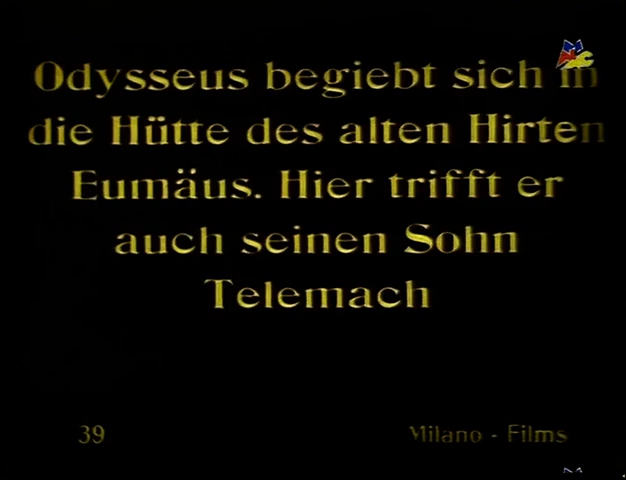 Odysseus begiebt sich in
die Hütte des alten Hirten
Eumäus. Hier trifft er
auch seinen Sohn
Telemach
39
Milano - Films